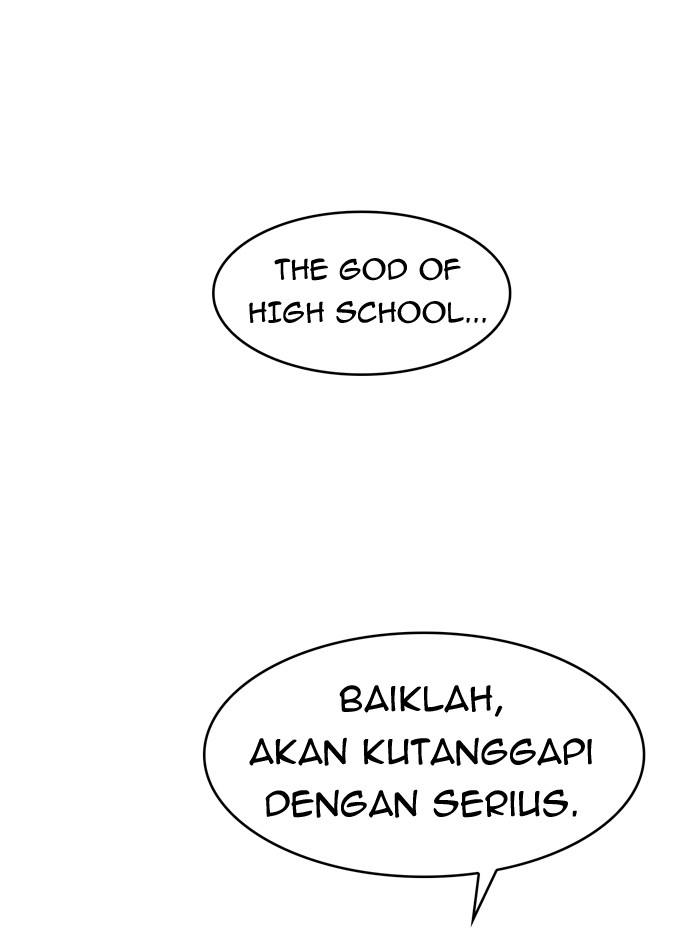 THE GOD OF
HIGH SCHOOL...
BAIKLAH,
AKAN KUTANGGAPI
DENGAN SERIUS.